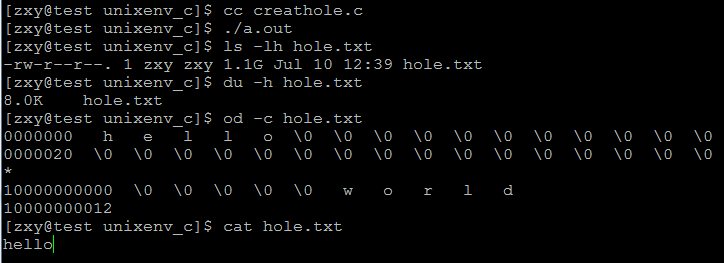 [zxy@test unixenv_c]$ cc creathole.c
[zxy@test unixenv_c]$ ./a.out
[zxy@test unixenv_c]$ ls -lh hole.txt
-rw-r--r--. 1 zxy zxy 1.1G Jul 10 12:39 hole.txt
[zxy@test unixenv_c]$ du -h hole.txt
8.0K    hole.txt
[zxy@test unixenv_c]$ od -c hole.txt
0000000   h   e   l   l   o  \0  \0  \0  \0  \0  \0  \0  \0  \0  \0  \0
0000020  \0  \0  \0  \0  \0  \0  \0  \0  \0  \0  \0  \0  \0  \0  \0  \0
*
10000000000  \0  \0  \0  \0  \0   w   o   r   l   d
10000000012
[zxy@test unixenv_c]$ cat hole.txt
hello